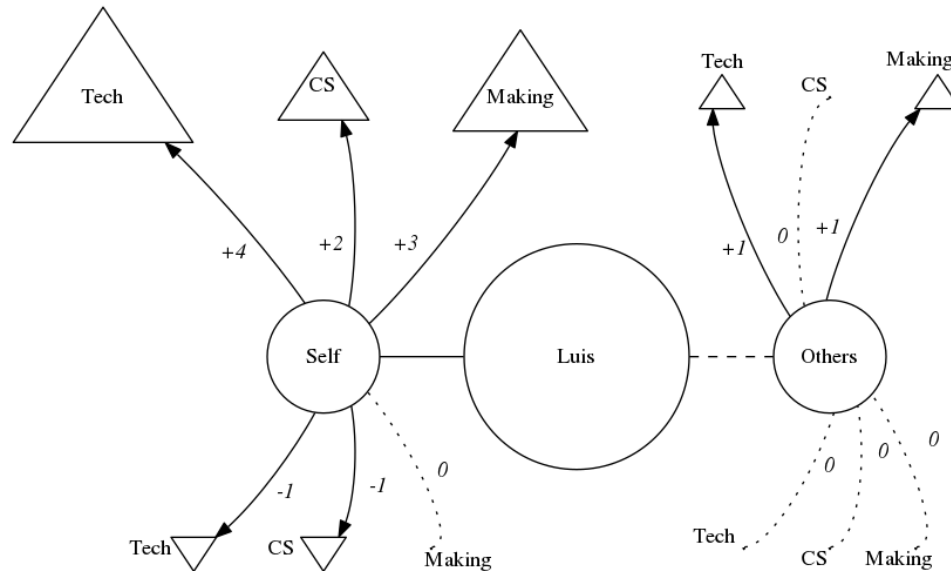 Tech
CS
Making
Tech
CS
Making
+4
+2
+3
+1
0
+1
Self
Luis
Others
-1
-1
0
0
0
0
Tech
CS
Making
Tech
CS
Making